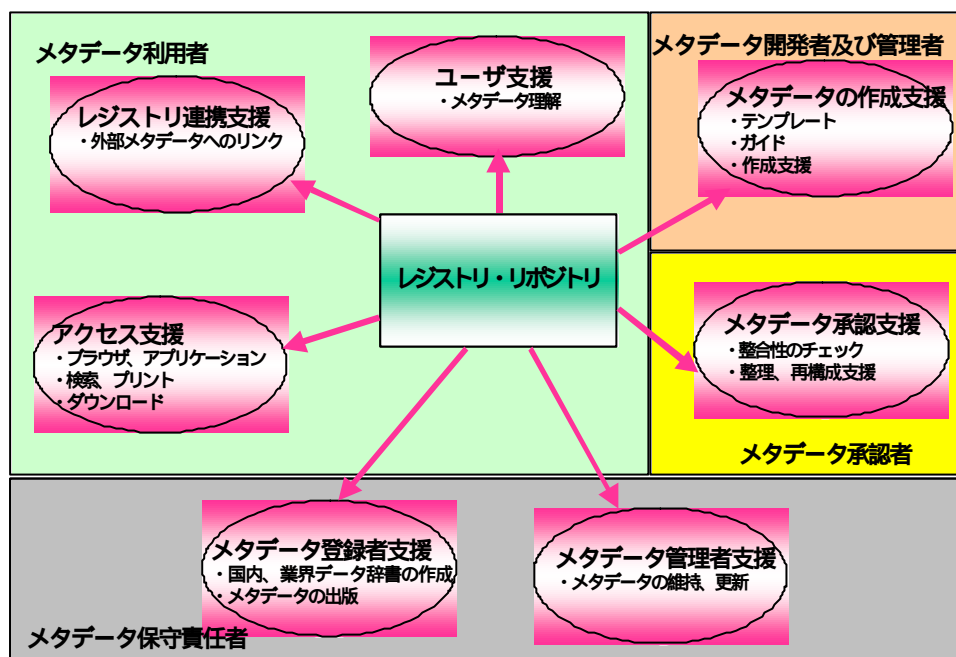 メタデータ利用者
レジストリ連携支援
・外部メタデータへのリンク
ユーザ支援
・メタデータ理解
メタデータ開発者及び管理者
メタデータの作成支援
・テンプレート
・ガイド
・作成支援
レジストリ・リポジトリ
アクセス支援
・ブラウザ、アプリケーション
・検索、プリント
・ダウンロード
メタデータ承認支援
・整合性のチェック
・整理、再構成支援
メタデータ承認者
メタデータ登録者支援
・国内、業界データ辞書の作成
・メタデータの出版
メタデータ管理者支援
・メタデータの維持、更新
メタデータ保守責任者